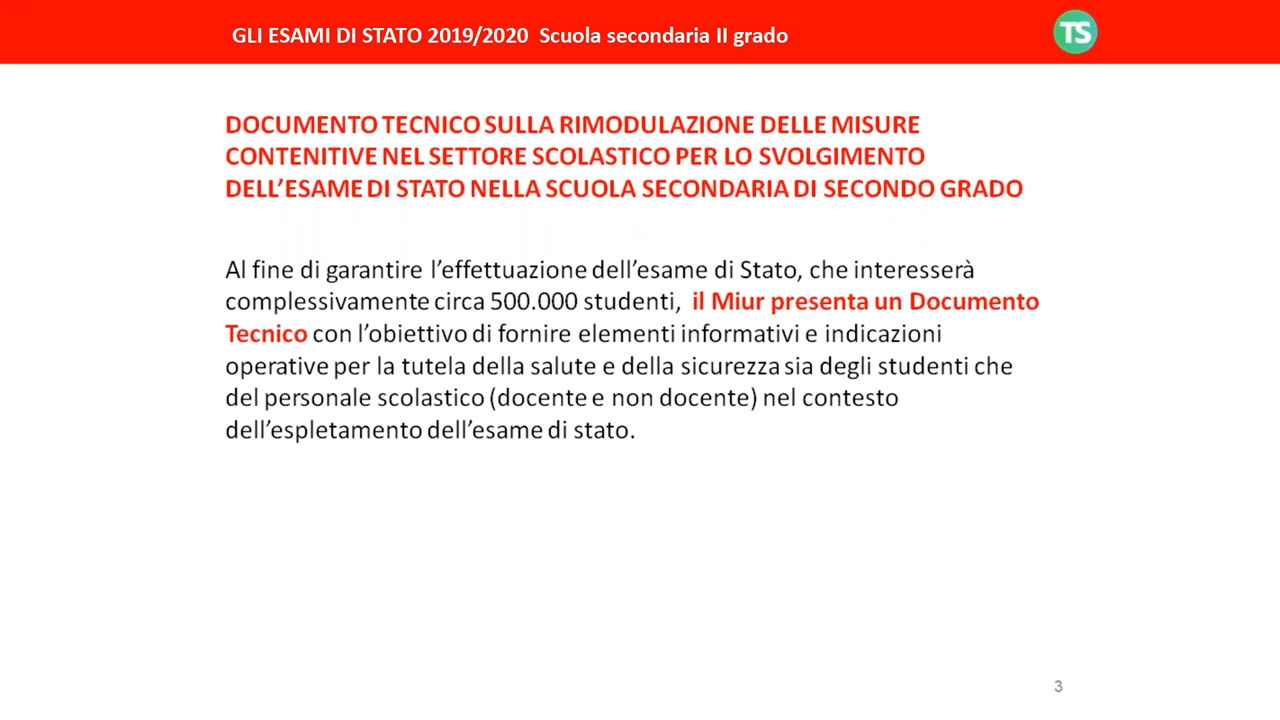 GLI ESAMI DI STATO 2019/2020 Scuola secondaria II grado
TS
DOCUMENTO TECNICO SULLA RIMODULAZIONE DELLE MISURE
CONTENITIVE NEL SETTORE SCOLASTICO PER LO SVOLGIMENTO
DELL’ESAME DI STATO NELLA SCUOLA SECONDARIA DI SECONDO GRADO
Al fine di garantire l’effettuazione dell’esame di Stato, che interesserà
complessivamente circa 500.000 studenti, il Miur presenta un Documento
Tecnico con l’obiettivo di fornire elementi informativi e indicazioni
operative per la tutela della salute e della sicurezza sia degli studenti che
del personale scolastico (docente e non docente) nel contesto
dell’espletamento dell’esame di stato.
3